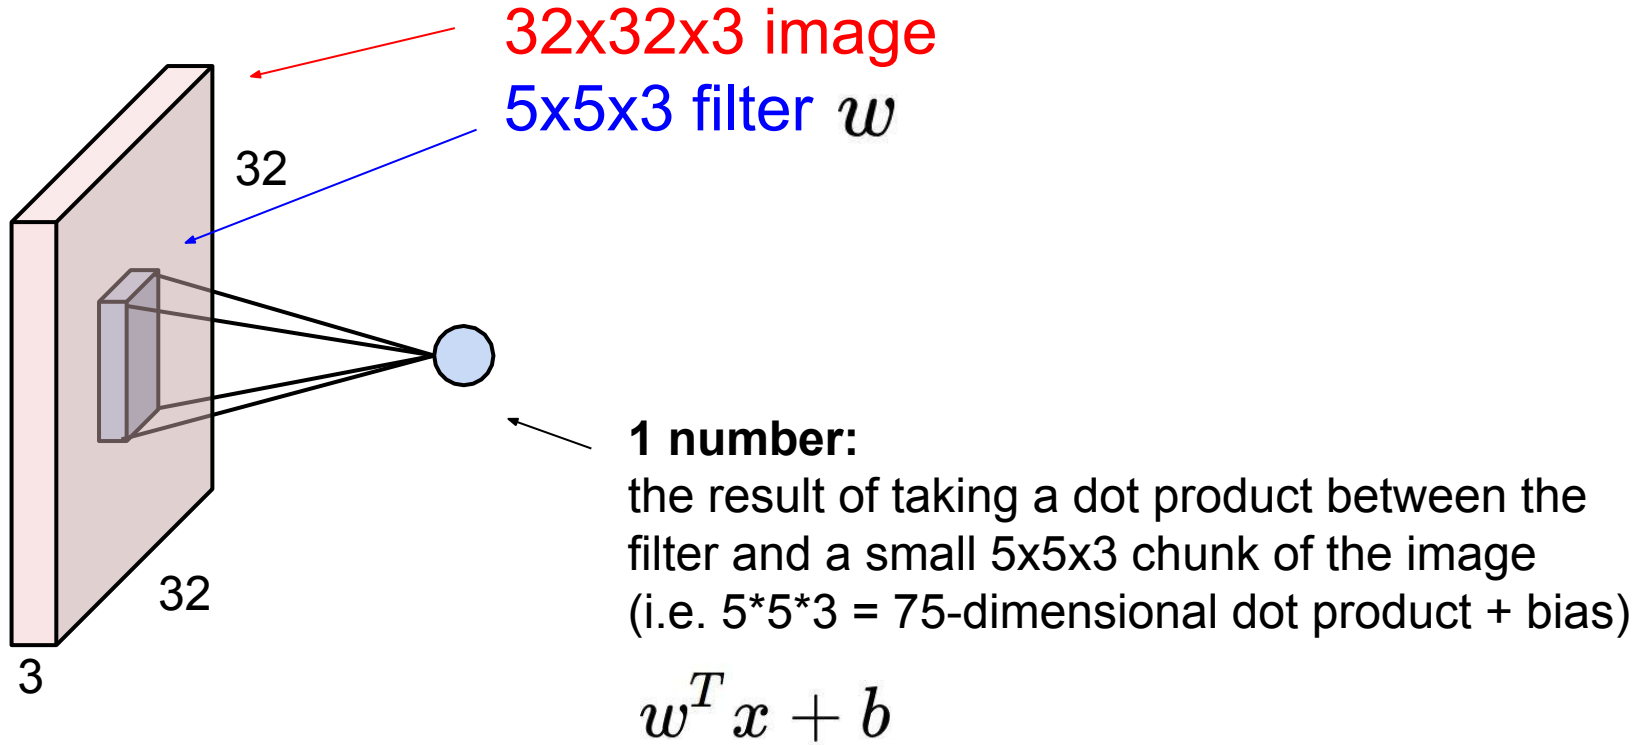 32x32x3 image
5x5x3 filter w
32
32
3
1 number:
the result of taking a dot product between the
filter and a small 5x5x3 chunk of the image
(i.e. 5*5*3 = 75-dimensional dot product + bias)
w^T x + b